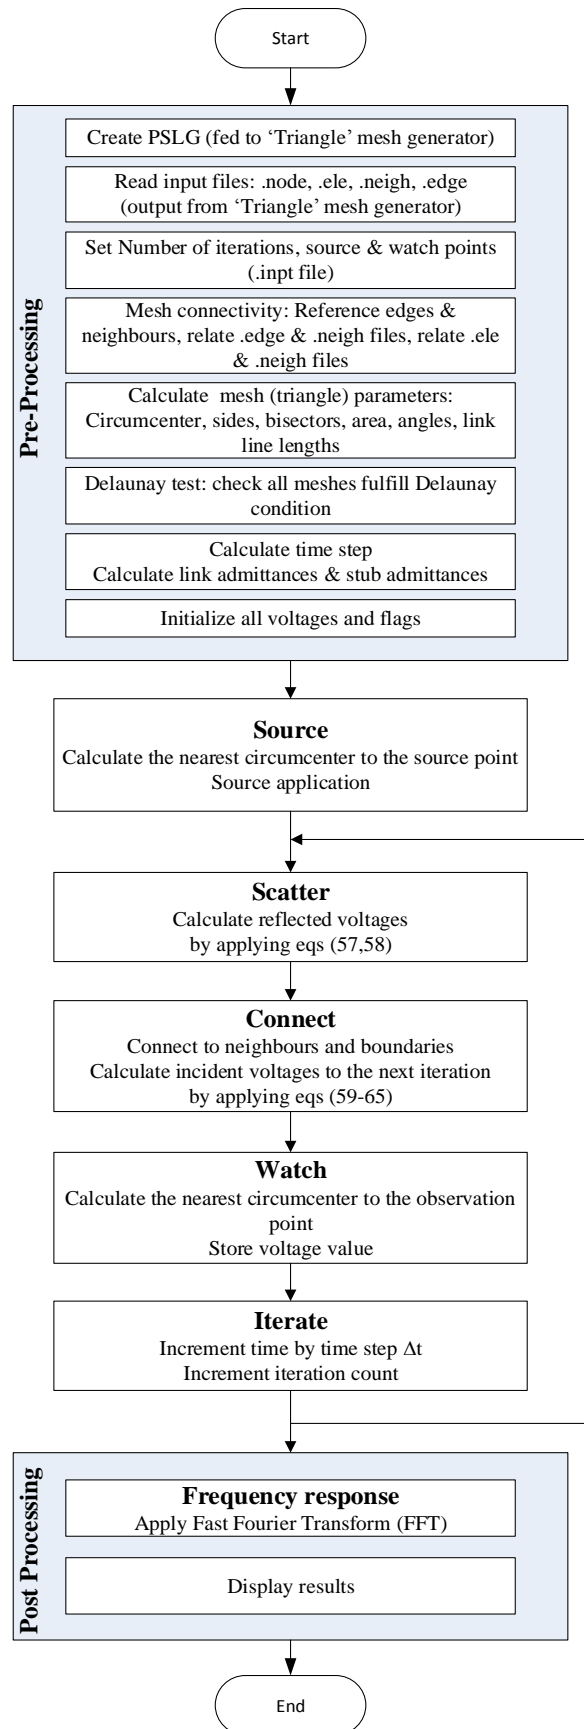 Start
Pre-Processing
Create PSLG (fed to ‘Triangle’ mesh generator)
Read input files: .node, .ele, .neigh, .edge
(output from ‘Triangle’ mesh generator)
Set Number of iterations, source & watch points
(.inpt file)
Mesh connectivity: Reference edges &
neighbours, relate .edge & .neigh files, relate .ele
& .neigh files
Calculate mesh (triangle) parameters:
Circumcenter, sides, bisectors, area, angles, link
line lengths
Delaunay test: check all meshes fulfill Delaunay
condition
Calculate time step
Calculate link admittances & stub admittances
Initialize all voltages and flags
Source
Calculate the nearest circumcenter to the source point
Source application
Scatter
Calculate reflected voltages
by applying eqs (57,58)
Connect
Connect to neighbours and boundaries
Calculate incident voltages to the next iteration
by applying eqs (59-65)
Watch
Calculate the nearest circumcenter to the observation
point
Store voltage value
Iterate
Increment time by time step Δt
Increment iteration count
Post Processing
Frequency response
Apply Fast Fourier Transform (FFT)
Display results
End